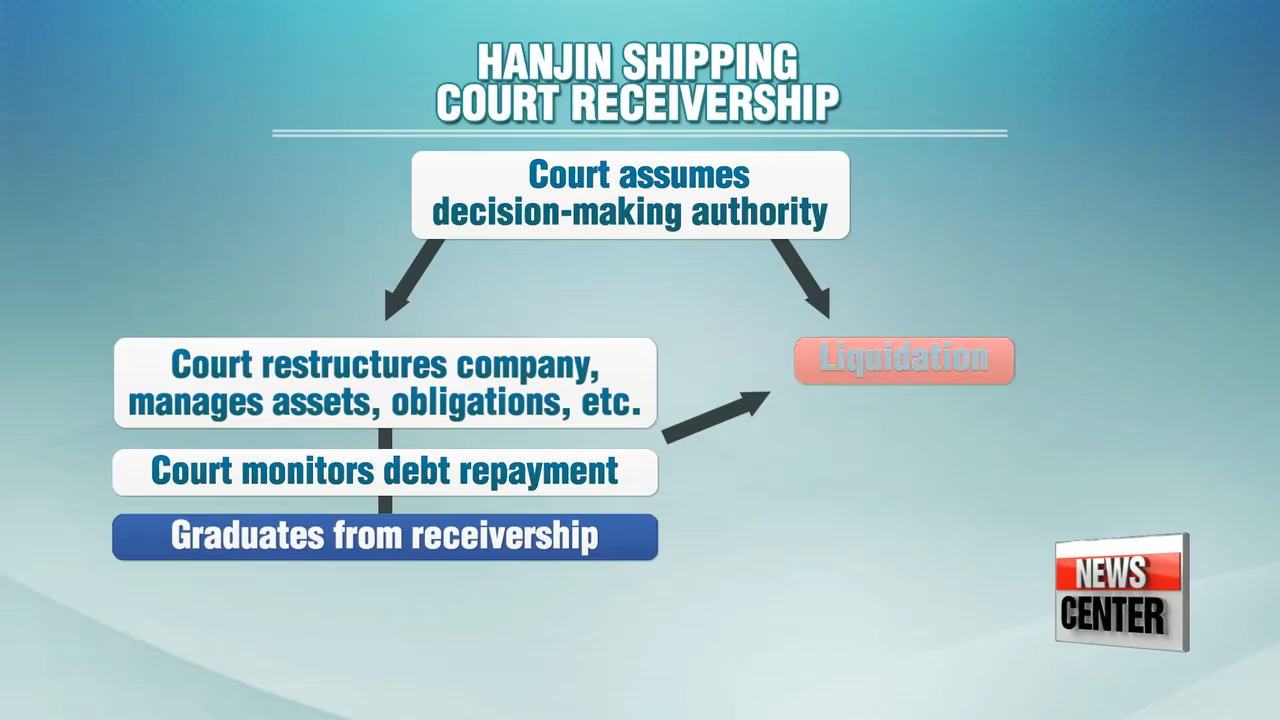 HANJIN SHIPPING
COURT RECEIVERSHIP
Court assumes
decision-making authority
Court restructures company,
manages assets, obligations, etc.
Liquidation
Court monitors debt repayment
Graduates from receivership
NEWS
CENTER